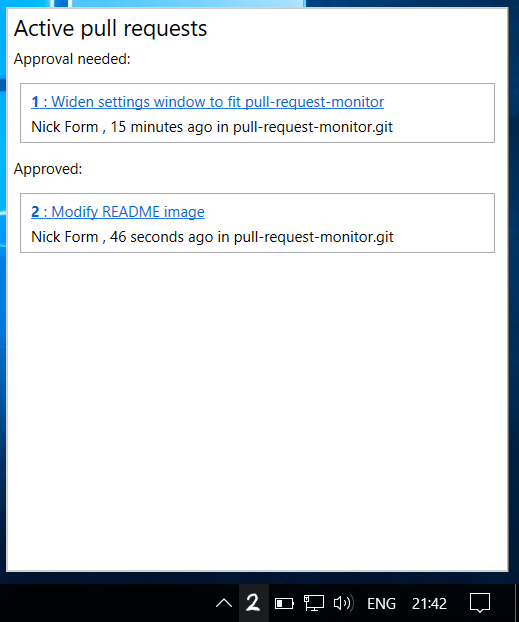 Active pull requests
Approval needed:
1 : Widen settings window to fit pull-request-monitor
Nick Form , 15 minutes ago in pull-request-monitor.git
Approved:
2 : Modify README image
Nick Form , 46 seconds ago in pull-request-monitor.git
2 ENG 21:42